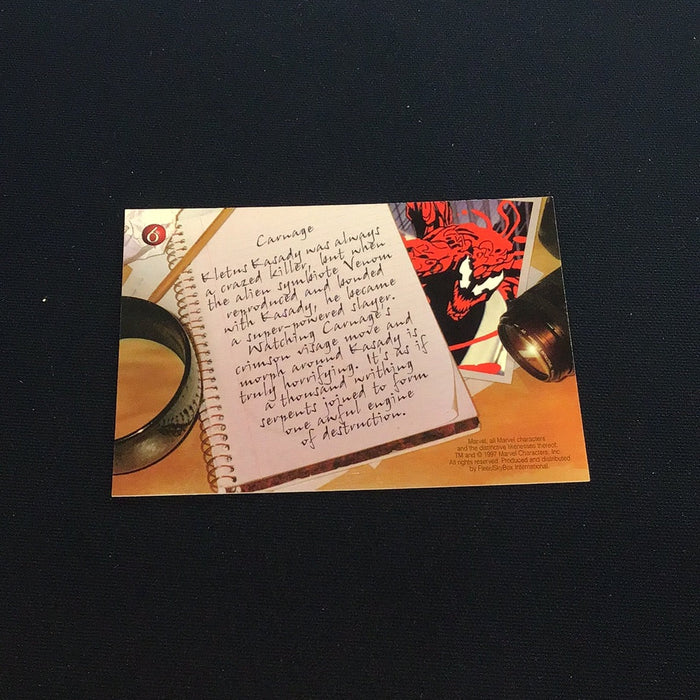 6
Carnage
Kletus Kasady was always
a crazed killer, but when
the alien symbiote Venom
reproduced and bonded
with Kasady, he became
a super-powered slayer.
Watching Carnage's
crimson visage move and
morph around Kasady is
truly horrifying. It's as if
a thousand writhing
serpents joined to form
one awful engine
of destruction.
Marvel, all Marvel characters
and the distinctive likenesses thereof,
TM and © 1997 Marvel Characters, Inc.
All rights reserved. Produced and distributed
by Fleer/SkyBox International.